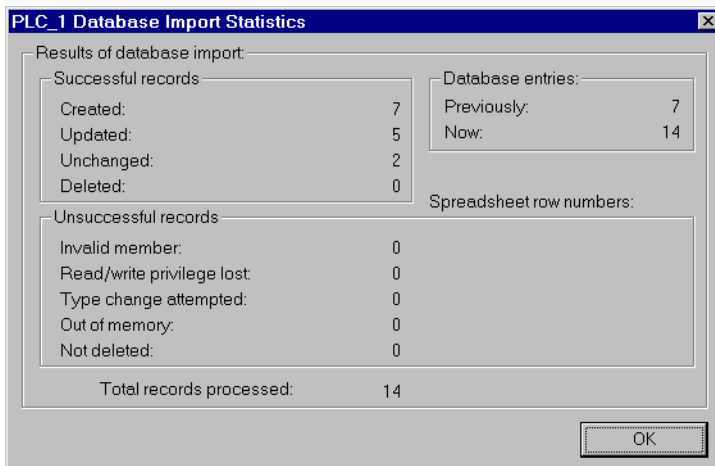 PLC_1 Database Import Statistics
Results of database import:
Successful records
Created: 7
Updated: 5
Unchanged: 2
Deleted: 0
Database entries:
Previously: 7
Now: 14
Spreadsheet row numbers:
Unsuccessful records
Invalid member: 0
Read/write privilege lost: 0
Type change attempted: 0
Out of memory: 0
Not deleted: 0
Total records processed: 14
OK